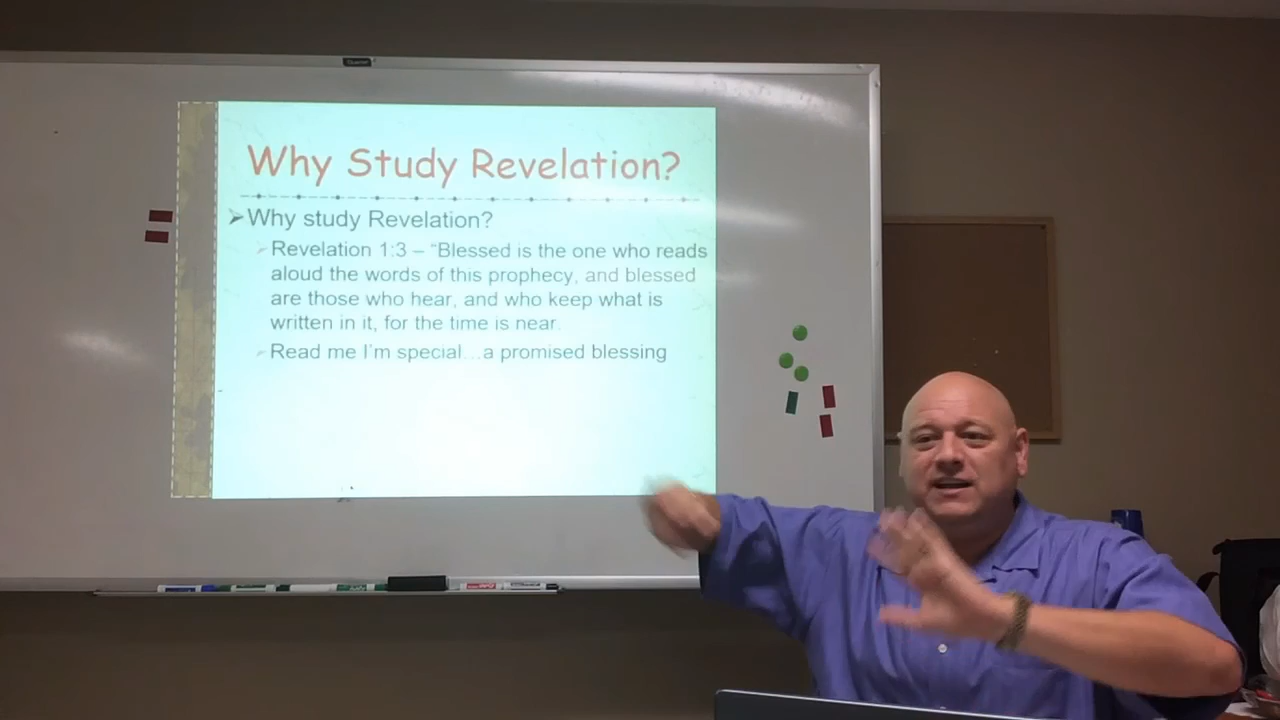 Why Study Revelation?
Why study Revelation?
Revelation 1:3 – “Blessed is the one who reads
aloud the words of this prophecy, and blessed
are those who hear, and who keep what is
written in it, for the time is near.
Read me I'm special...a promised blessing